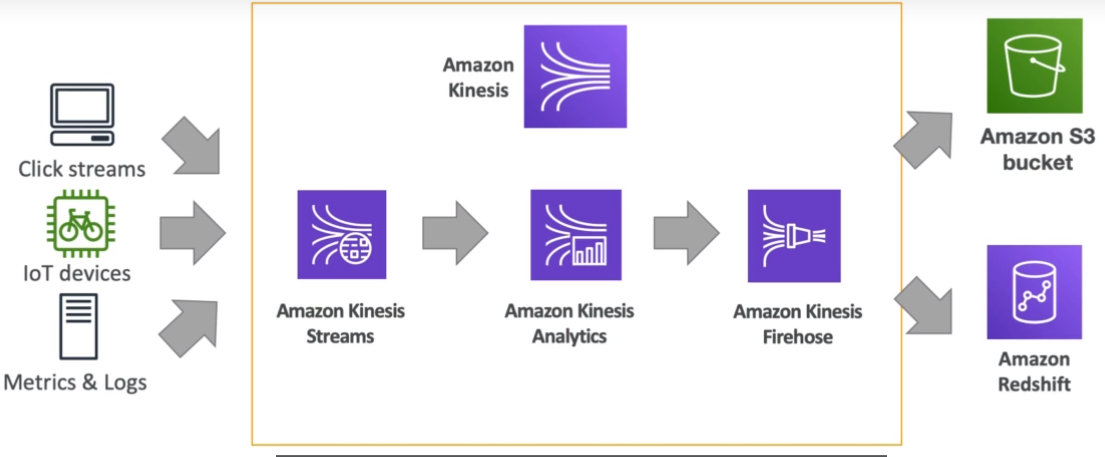 Amazon
Kinesis
Click streams
IoT devices
Metrics & Logs
Amazon Kinesis
Streams
Amazon Kinesis
Analytics
Amazon Kinesis
Firehose
Amazon S3
bucket
Amazon
Redshift